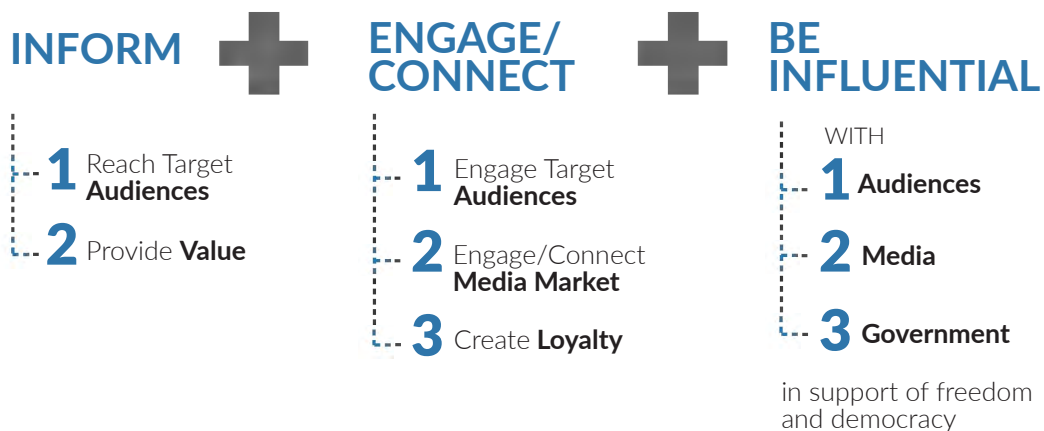 INFORM
1 Reach Target
Audiences
2 Provide Value
ENGAGE/
CONNECT
1 Engage Target
Audiences
2 Engage/Connect
Media Market
3 Create Loyalty
BE
INFLUENTIAL
WITH
1 Audiences
2 Media
3 Government
in support of freedom
and democracy